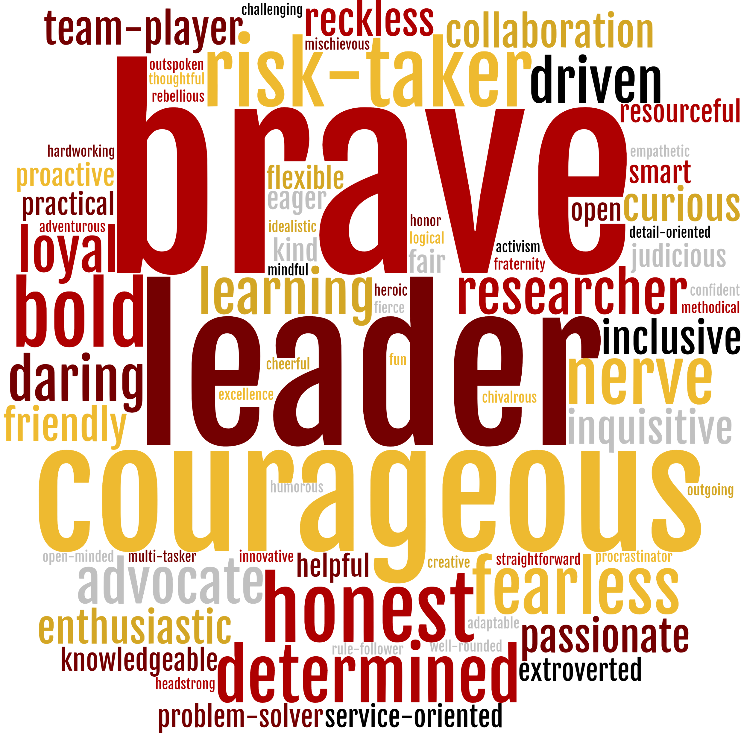 challenging
team-player
reckless
collaboration
mischievous
outspoken
risk-taker
thoughtful
driven
rebellious
brave
resourceful
hardworking
empathetic
proactive
flexible
smart
practical
eager
open
curious
adventurous
idealistic
honor
loyal
kind
logical
activism
detail-oriented
mindful
fair
fraternity
judicious
bold
learning
heroic
researcher
confident
fierce
methodical
leader
inclusive
daring
cheerful
fun
nerve
excellence
chivalrous
friendly
inquisitive
courageous
humorous
outgoing
open-minded
multi-tasker
innovative
helpful
creative
straightforward
procrastinator
advocate
honest
fearless
enthusiastic
adaptable
passionate
rule-follower
well-rounded
knowledgeable
determined
extroverted
headstrong
problem-solver
service-oriented